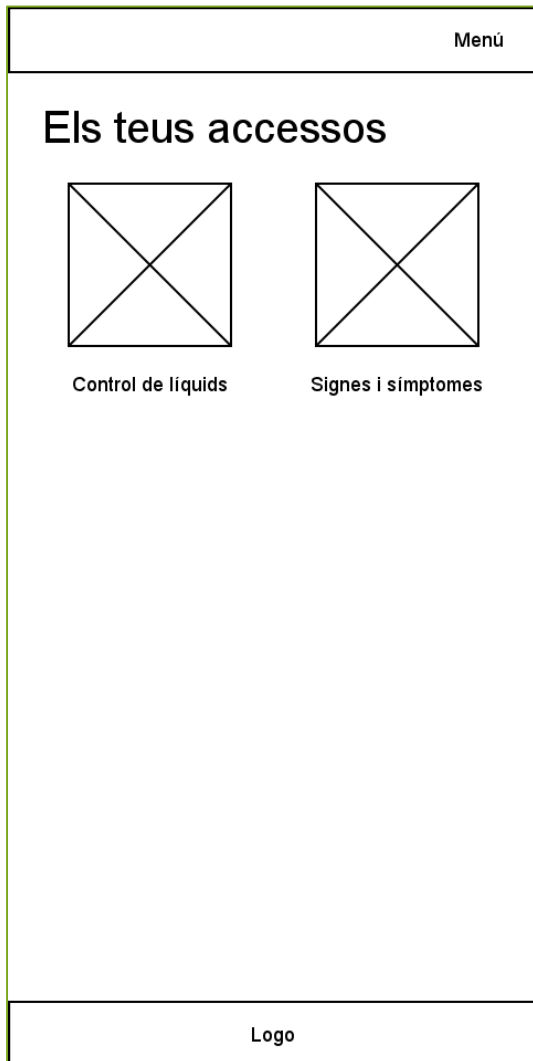 Menú
Els teus accessos
Control de líquids
Signes i símptomes
Logo